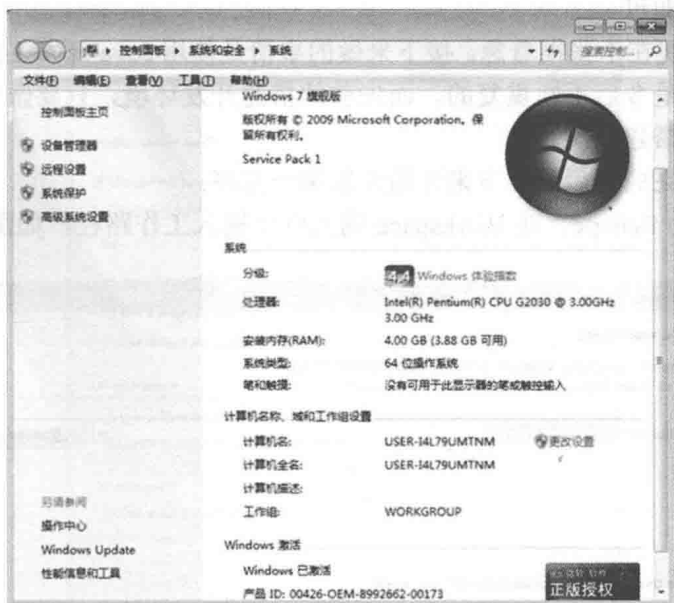 控制面板 ▸ 系统和安全 ▸ 系统
搜索控制...
文件(F) 编辑(E) 查看(V) 工具(T) 帮助(H)
控制面板主页
设备管理器
远程设置
系统保护
高级系统设置
另请参阅
操作中心
Windows Update
性能信息和工具
Windows 7 旗舰版
版权所有 © 2009 Microsoft Corporation。保
留所有权利。
Service Pack 1
系统
分级:
4.4 Windows 体验指数
处理器:
Intel(R) Pentium(R) CPU G2030 @ 3.00GHz
3.00 GHz
安装内存(RAM):
4.00 GB (3.88 GB 可用)
系统类型:
64 位操作系统
笔和触摸:
没有可用于此显示器的笔或触控输入
计算机名称、域和工作组设置
计算机名:
USER-I4L79UMTNM
更改设置
计算机全名:
USER-I4L79UMTNM
计算机描述:
工作组:
WORKGROUP
Windows 激活
Windows 已激活
产品 ID: 00426-OEM-8992662-00173
正版授权